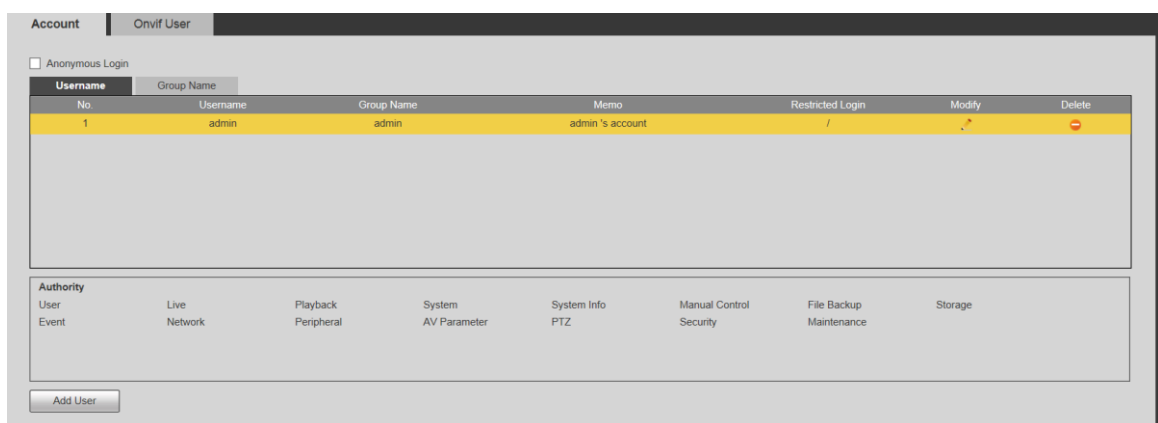 Account Onvif User
Anonymous Login
Username Group Name
No. Username Group Name Memo Restricted Login Modify Delete
1 admin admin admin 's account /
Authority
User Live Playback System System Info Manual Control File Backup Storage
Event Network Peripheral AV Parameter PTZ Security Maintenance
Add User